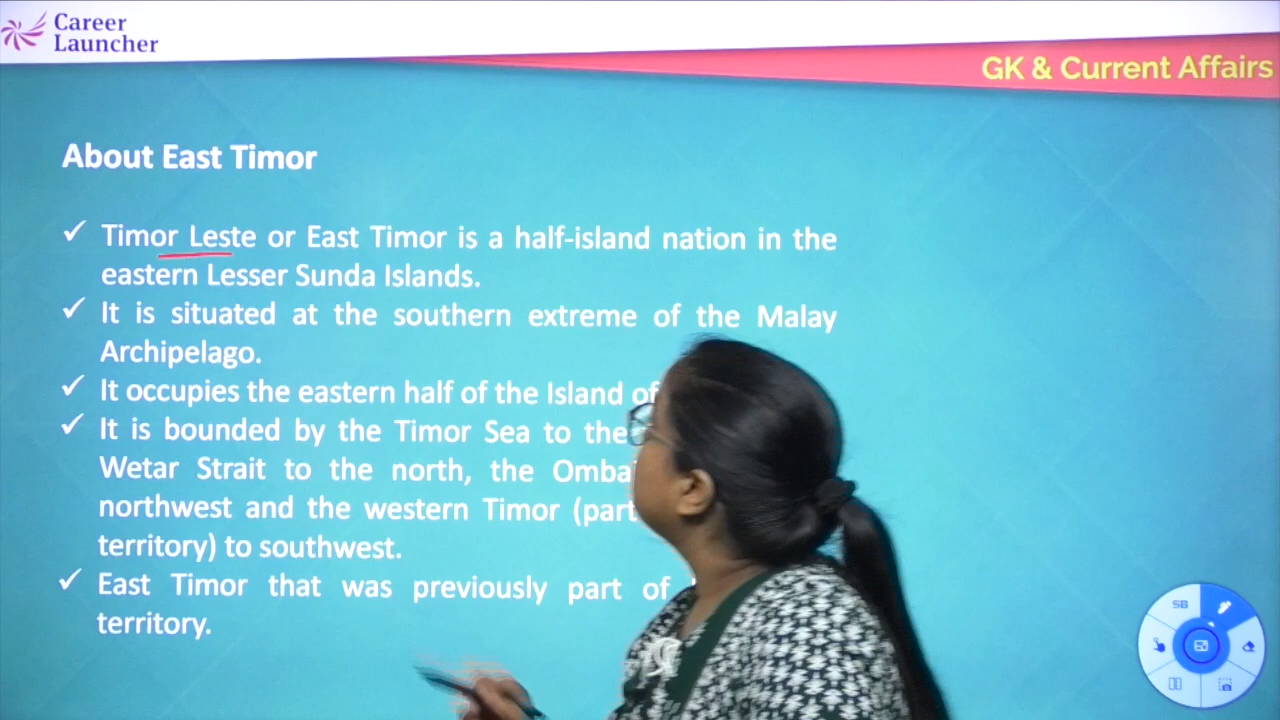 Career
Launcher
GK & Current Affairs
About East Timor
✓ Timor Leste or East Timor is a half-island nation in the
eastern Lesser Sunda Islands.
✓ It is situated at the southern extreme of the Malay
Archipelago.
✓ It occupies the eastern half of the Island of
✓ It is bounded by the Timor Sea to the
Wetar Strait to the north, the
northwest and the western Timor (part
territory) to southwest.
✓ East Timor that was previously part of
territory.
SB